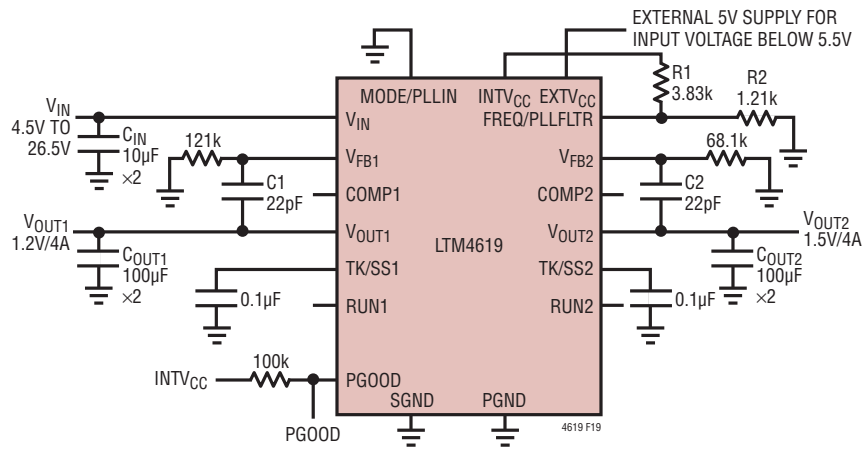 EXTERNAL 5V SUPPLY FOR
INPUT VOLTAGE BELOW 5.5V
MODE/PLLIN
INTVCC
EXTVCC
R1
3.83k
R2
1.21k
VIN
4.5V TO
26.5V
CIN
10µF
×2
VIN
FREQ/PLLFLTR
121k
VFB1
VFB2
68.1k
C1
22pF
COMP1
COMP2
C2
22pF
VOUT1
1.2V/4A
VOUT1
LTM4619
VOUT2
VOUT2
1.5V/4A
COUT1
100µF
×2
TK/SS1
TK/SS2
COUT2
100µF
×2
0.1µF
RUN1
RUN2
0.1µF
INTVCC
100k
PGOOD
PGOOD
SGND
PGND
4619 F19